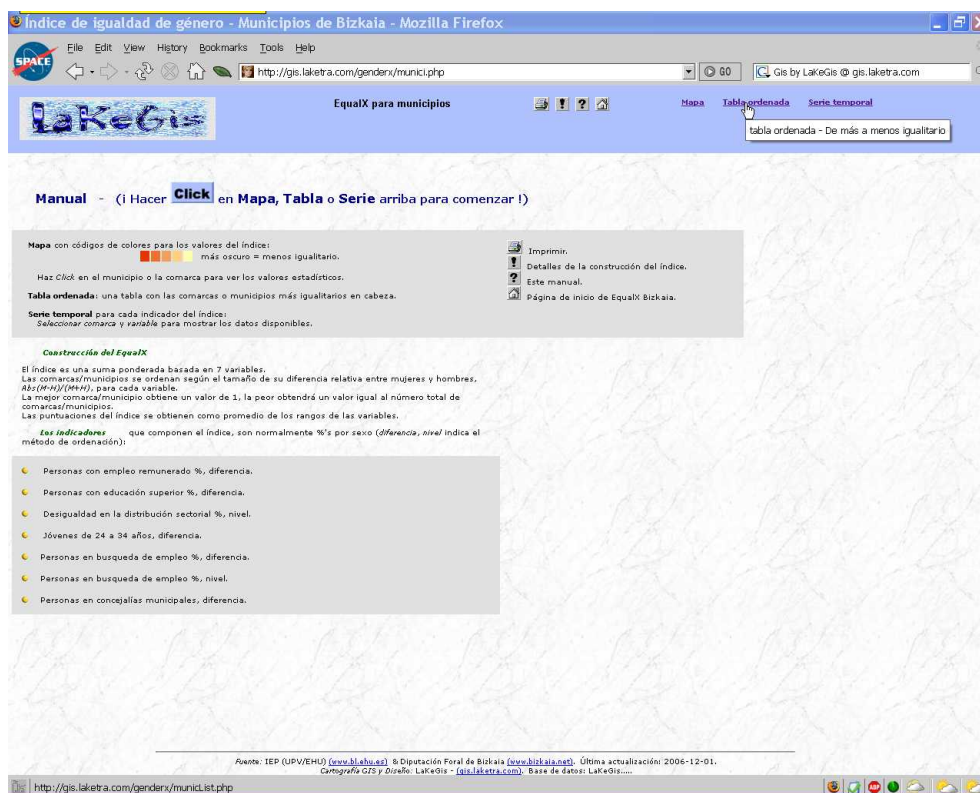 Índice de igualdad de género - Municipios de Bizkaia - Mozilla Firefox
SPACE
File Edit View History Bookmarks Tools Help
http://gis.laketra.com/genderx/munici.php
GO
Gis by LaKeGis @ gis.laketra.com
LaKeGis
EqualX para municipios
Mapa Tabla ordenada Serie temporal
tabla ordenada - De más a menos igualitario
Manual - (¡ Hacer Click en Mapa, Tabla o Serie arriba para comenzar !)
Mapa con códigos de colores para los valores del índice:
más oscuro = menos igualitario.
Haz Click en el municipio o la comarca para ver los valores estadísticos.
Tabla ordenada: una tabla con las comarcas o municipios más igualitarios en cabeza.
Serie temporal para cada indicador del índice:
Seleccionar comarca y variable para mostrar los datos disponibles.
Imprimir.
! Detalles de la construcción del índice.
? Este manual.
Página de inicio de EqualX Bizkaia.
Construcción del EqualX
El índice es una suma ponderada basada en 7 variables.
Las comarcas/municipios se ordenan según el tamaño de su diferencia relativa entre mujeres y hombres,
Abs(M-H)/(M+H), para cada variable.
La mejor comarca/municipio obtiene un valor de 1, la peor obtendrá un valor igual al número total de
comarcas/municipios.
Las puntuaciones del índice se obtienen como promedio de los rangos de las variables.
Los indicadores que componen el índice, son normalmente %'s por sexo (diferencia, nivel indica el
método de ordenación):
Personas con empleo remunerado %, diferencia.
Personas con educación superior %, diferencia.
Desigualdad en la distribución sectorial %, nivel.
Jóvenes de 24 a 34 años, diferencia.
Personas en busqueda de empleo %, diferencia.
Personas en busqueda de empleo %, nivel.
Personas en concejalías municipales, diferencia.
Fuente: IEP (UPV/EHU) (www.bl.ehu.es) & Diputación Foral de Bizkaia (www.bizkaia.net). Última actualización: 2006-12-01.
Cartografía GIS y Diseño: LaKeGis - (gis.laketra.com). Base de datos: LaKeGis.....
http://gis.laketra.com/genderx/municList.php
ABP